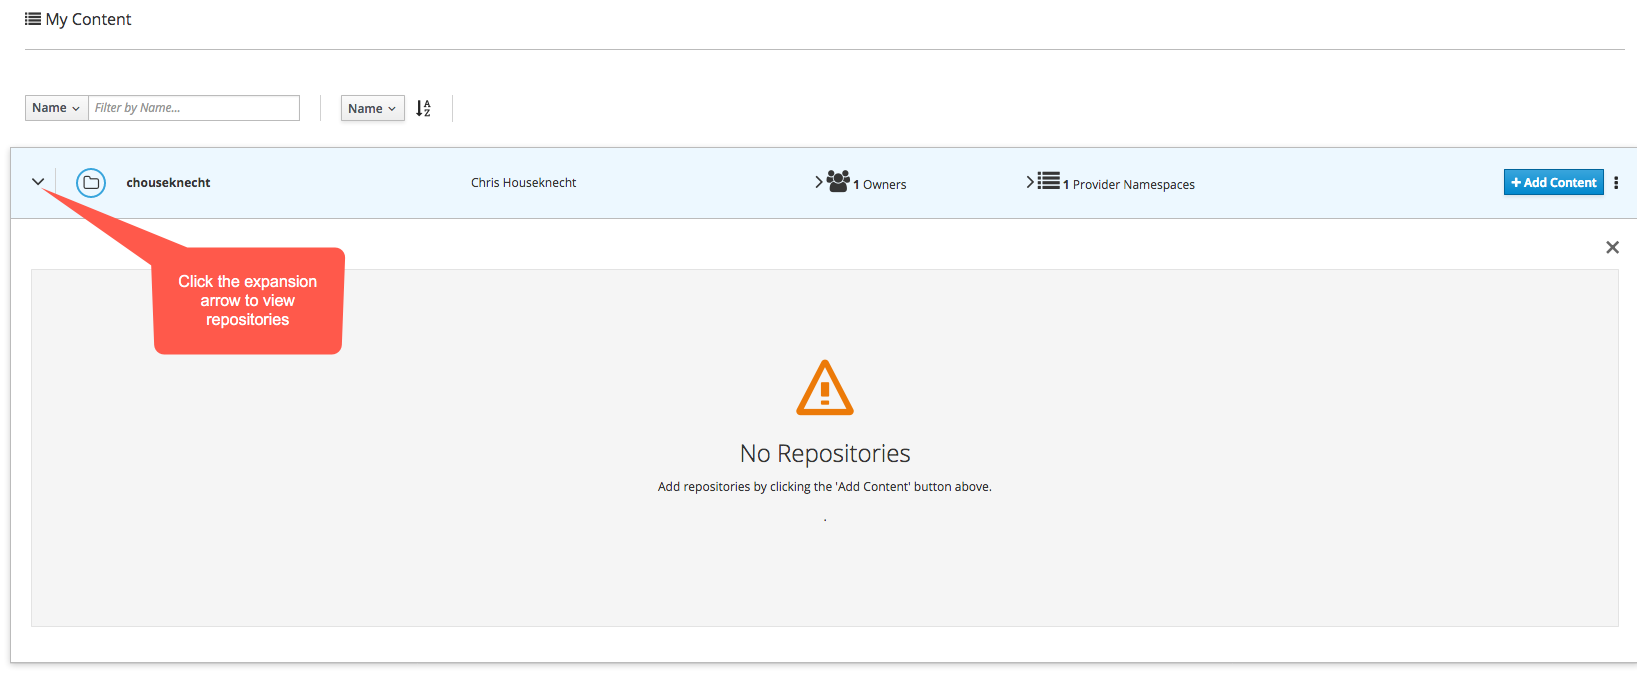 My Content
Name Filter by Name... Name
chouseknecht Chris Houseknecht 1 Owners 1 Provider Namespaces + Add Content
Click the expansion
arrow to view
repositories
No Repositories
Add repositories by clicking the 'Add Content' button above.
.